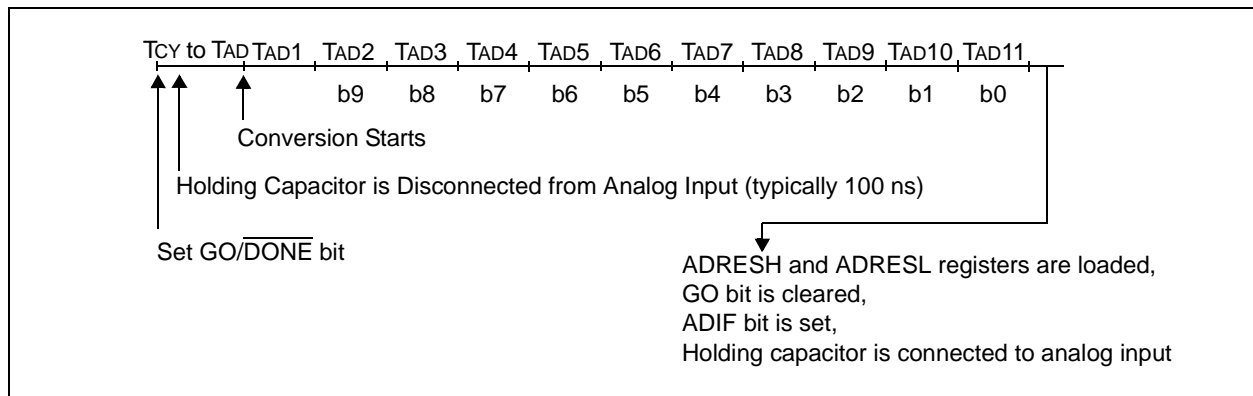 TCY to TAD TAD1 TAD2 TAD3 TAD4 TAD5 TAD6 TAD7 TAD8 TAD9 TAD10 TAD11
b9 b8 b7 b6 b5 b4 b3 b2 b1 b0
Conversion Starts
Holding Capacitor is Disconnected from Analog Input (typically 100 ns)
Set GO/DONE bit
ADRESH and ADRESL registers are loaded,
GO bit is cleared,
ADIF bit is set,
Holding capacitor is connected to analog input